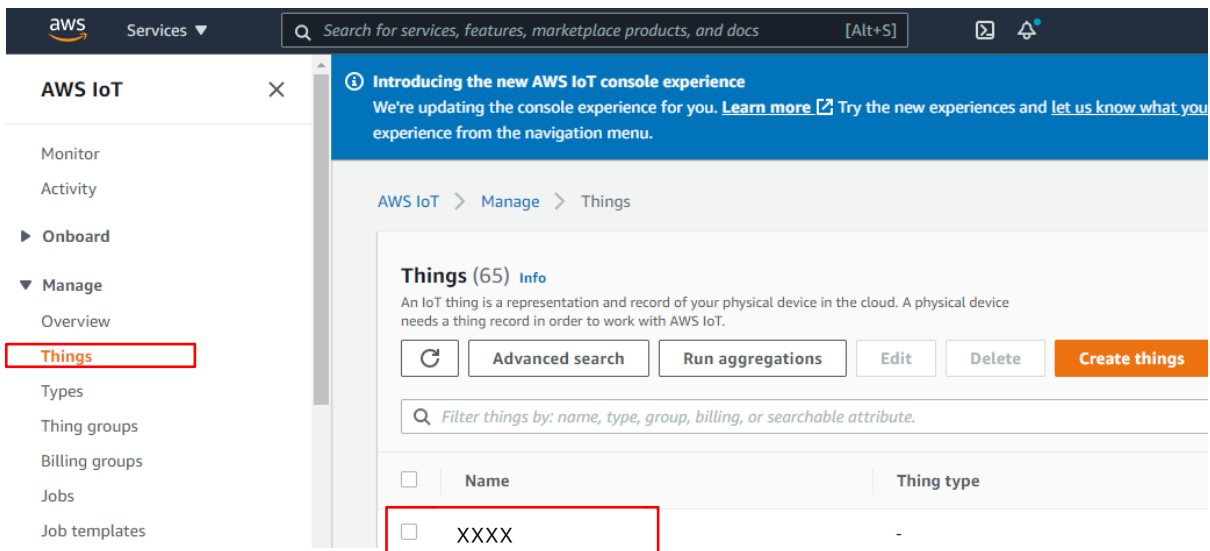 aws Services ▼ Search for services, features, marketplace products, and docs [Alt+S]
AWS IoT
Monitor
Activity
Onboard
Manage
Overview
Things
Types
Thing groups
Billing groups
Jobs
Job templates
Introducing the new AWS IoT console experience
We're updating the console experience for you. Learn more Try the new experiences and let us know what you
experience from the navigation menu.
AWS IoT > Manage > Things
Things (65) Info
An IoT thing is a representation and record of your physical device in the cloud. A physical device
needs a thing record in order to work with AWS IoT.
Advanced search Run aggregations Edit Delete Create things
Filter things by: name, type, group, billing, or searchable attribute.
Name Thing type
XXXX -